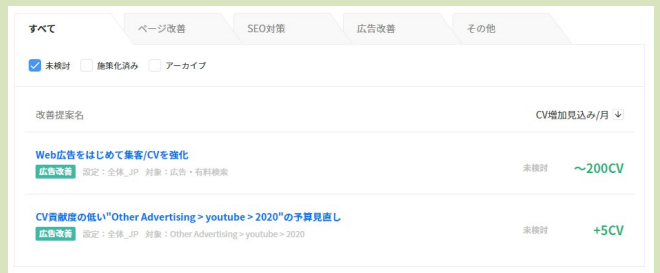 すべて ページ改善 SEO対策 広告改善 その他
未検討 施策化済み アーカイブ
改善提案名 CV増加見込み/月
Web広告をはじめて集客/CVを強化
広告改善 設定：全体_JP 対象：広告・有料検索 未検討 〜200CV
CV貢献度の低い"Other Advertising > youtube > 2020"の予算見直し
広告改善 設定：全体_JP 対象：Other Advertising > youtube > 2020 未検討 +5CV